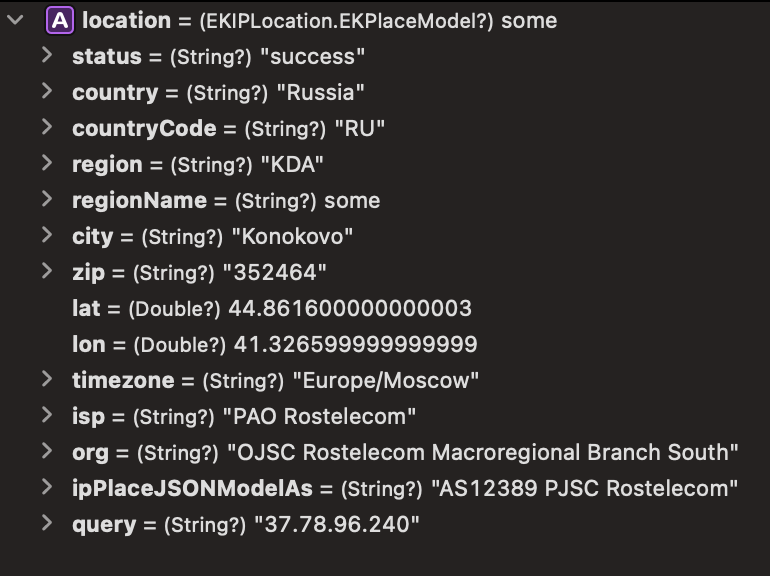 A location = (EKIPLocation.EKPlaceModel?) some
status = (String?) "success"
country = (String?) "Russia"
countryCode = (String?) "RU"
region = (String?) "KDA"
regionName = (String?) some
city = (String?) "Konokovo"
zip = (String?) "352464"
lat = (Double?) 44.861600000000003
lon = (Double?) 41.326599999999999
timezone = (String?) "Europe/Moscow"
isp = (String?) "PAO Rostelecom"
org = (String?) "OJSC Rostelecom Macroregional Branch South"
ipPlaceJSONModelAs = (String?) "AS12389 PJSC Rostelecom"
query = (String?) "37.78.96.240"